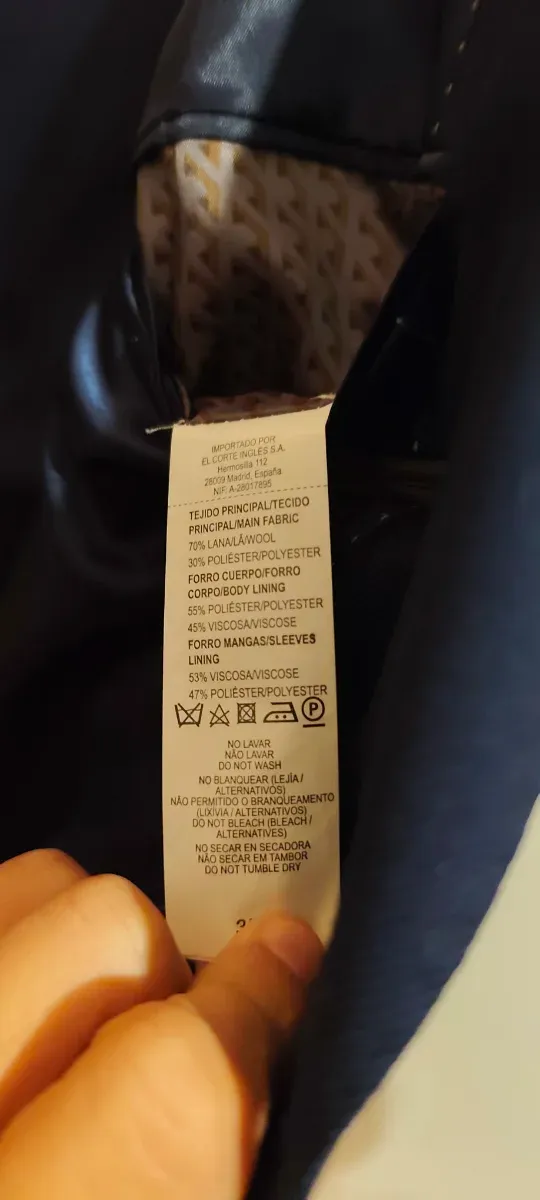 IMPORTADO POR
EL CORTE INGLES S.A.
Hermosilla 112
28009 Madrid, España
NIF: A-28017895
TEJIDO PRINCIPAL/TECIDO
PRINCIPAL/MAIN FABRIC
70% LANA/LÃ/WOOL
30% POLIÉSTER/POLYESTER
FORRO CUERPO/FORRO
CORPO/BODY LINING
55% POLIÉSTER/POLYESTER
45% VISCOSA/VISCOSE
FORRO MANGAS/SLEEVES
LINING
53% VISCOSA/VISCOSE
47% POLIÉSTER/POLYESTER
P
NO LAVAR
NÃO LAVAR
DO NOT WASH
NO BLANQUEAR (LEJÍA /
ALTERNATIVOS)
NÃO PERMITIDO O BRANQUEAMENTO
(LIXÍVIA / ALTERNATIVOS)
DO NOT BLEACH (BLEACH /
ALTERNATIVES)
NO SECAR EN SECADORA
NÃO SECAR EM TAMBOR
DO NOT TUMBLE DRY